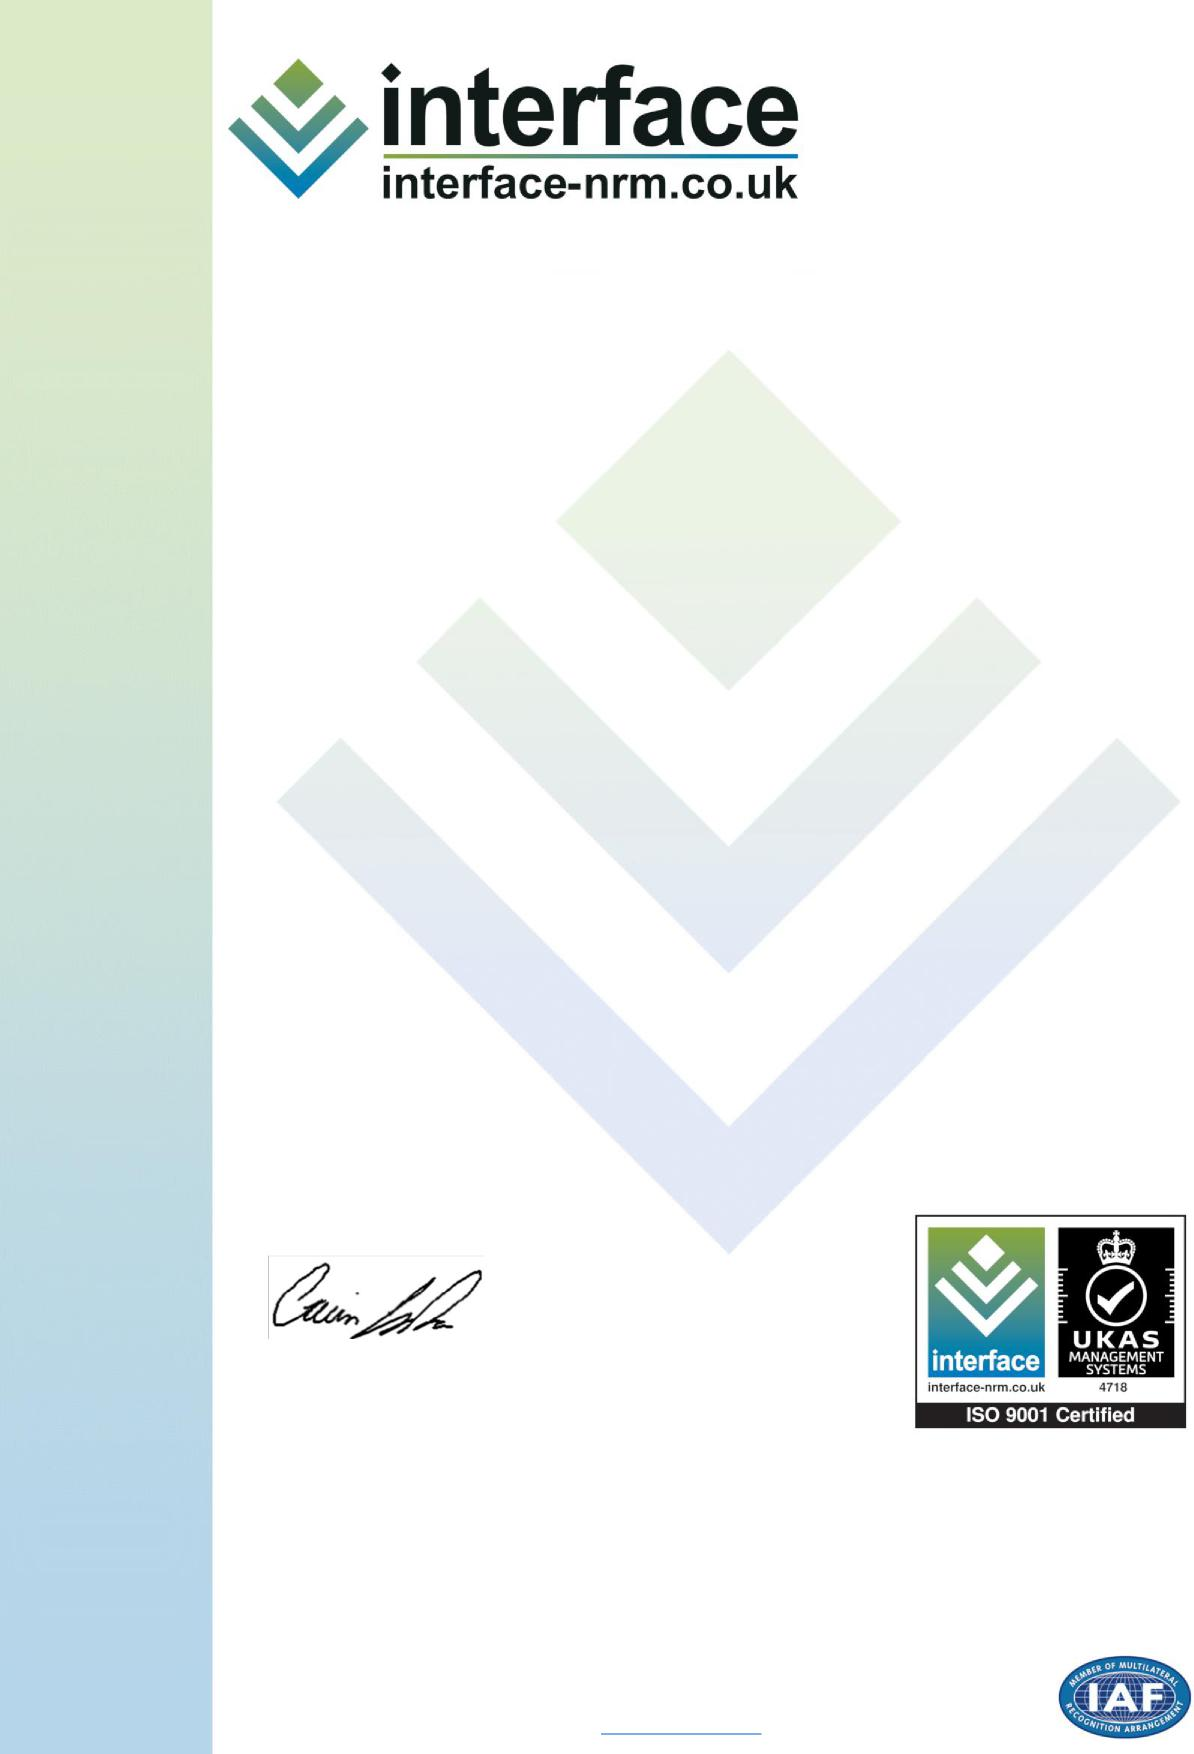 interface
interface-nrm.co.uk
interface
interface-nrm.co.uk
UKAS
MANAGEMENT
SYSTEMS
4718
ISO 9001 Certified
MEMBER OF MULTILATERAL
IAF
RECOGNITION ARRANGEMENT